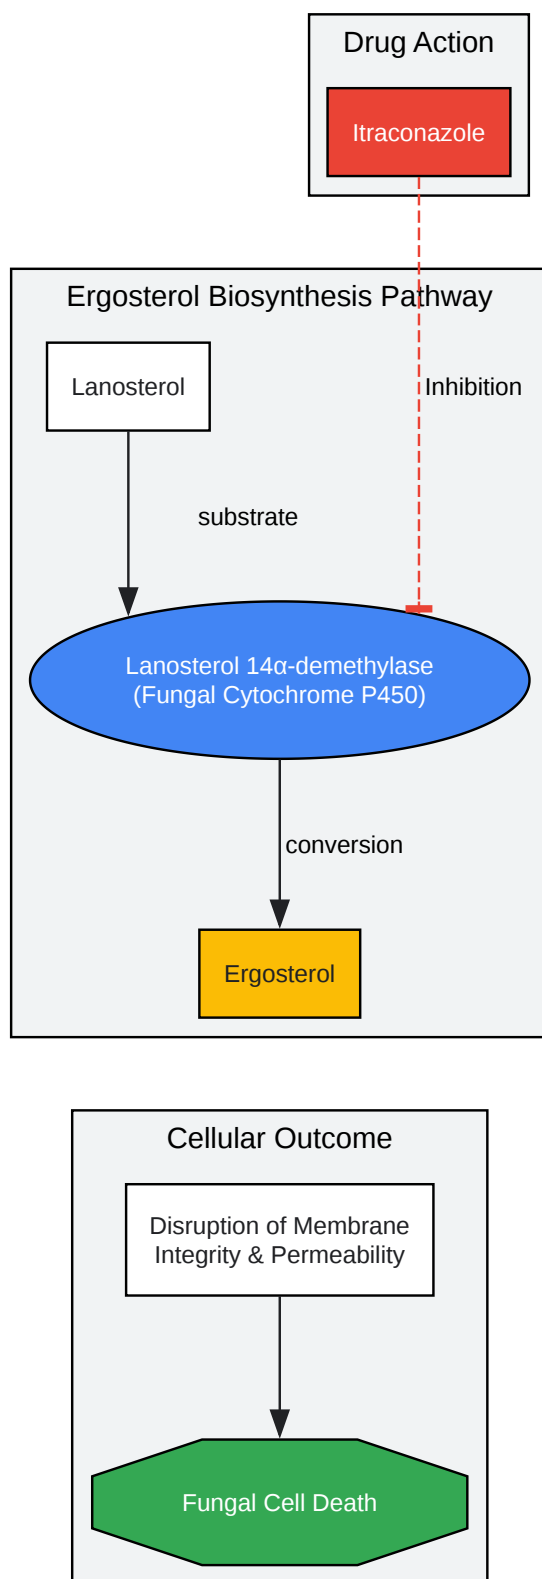 Drug Action
Itraconazole
Ergosterol Biosynthesis Pathway
Lanosterol
Inhibition
substrate
Lanosterol 14α-demethylase
(Fungal Cytochrome P450)
conversion
Ergosterol
Cellular Outcome
Disruption of Membrane
Integrity & Permeability
Fungal Cell Death